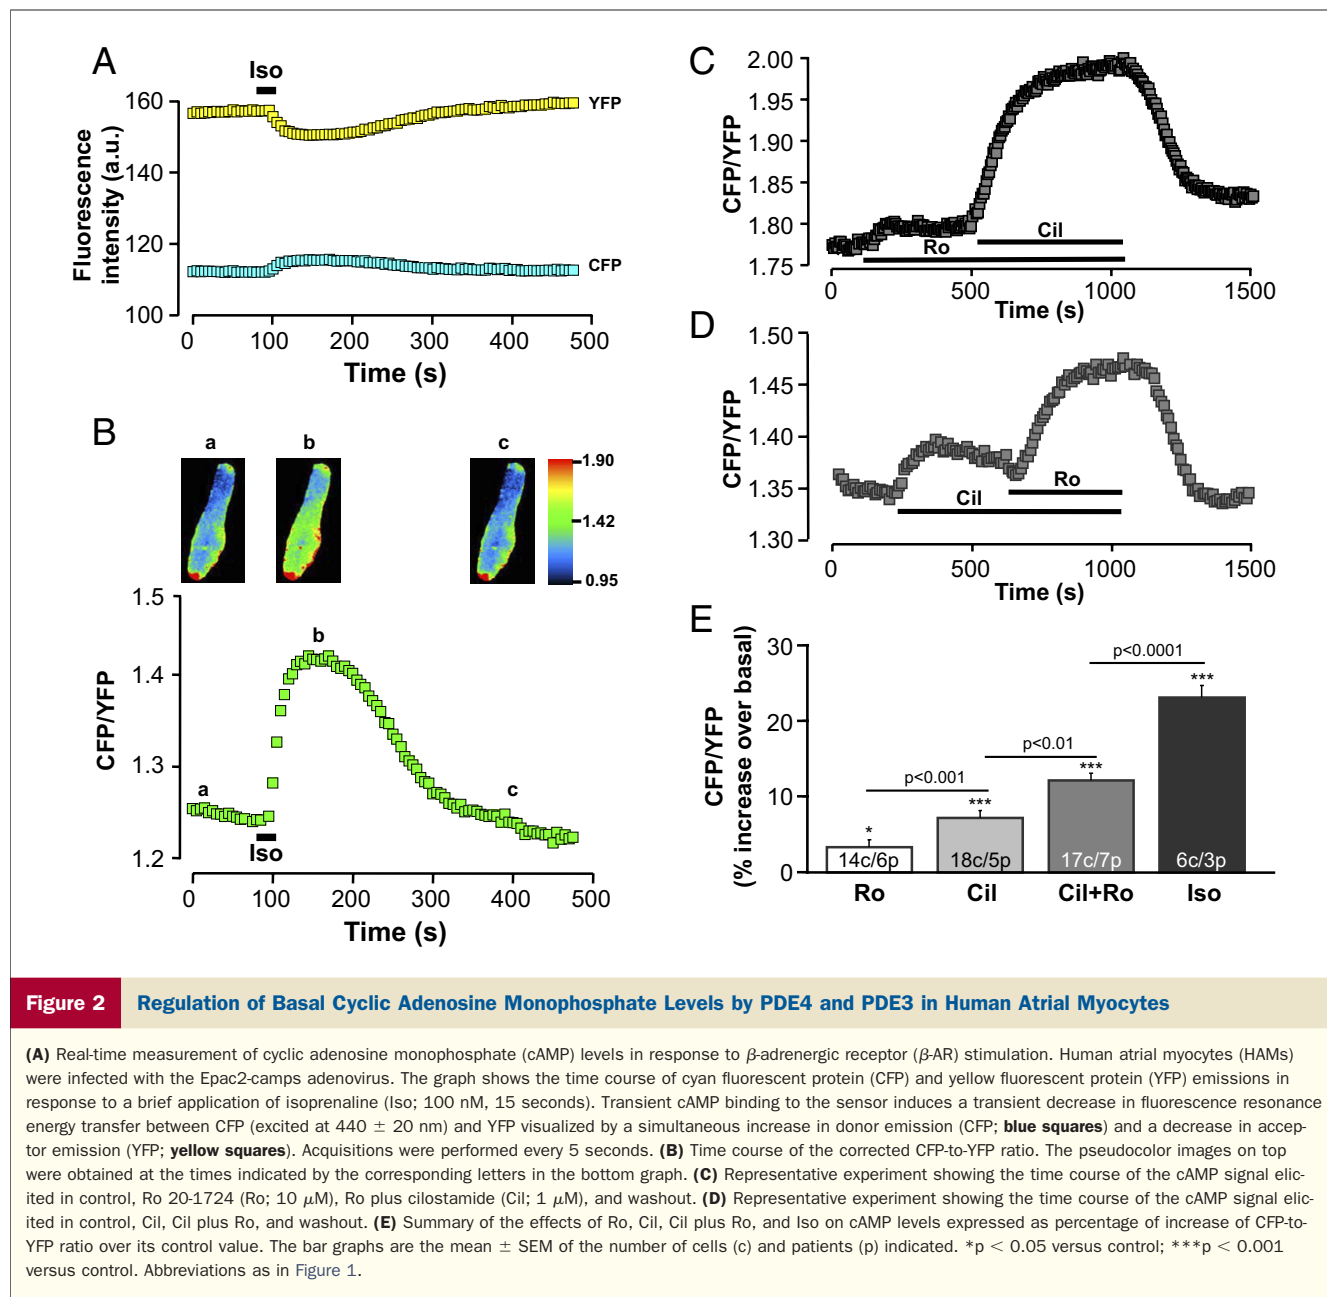 A
Iso
160
140
120
100
Fluorescence
intensity (a.u.)
YFP
CFP
0 100 200 300 400 500
Time (s)
B
a b c
1.90
1.42
0.95
1.5
1.4
1.3
1.2
CFP/YFP
a
b
c
Iso
0 100 200 300 400 500
Time (s)
C
2.00
1.95
1.90
1.85
1.80
1.75
CFP/YFP
Cil
Ro
0 500 1000 1500
Time (s)
D
1.50
1.45
1.40
1.35
1.30
CFP/YFP
Ro
Cil
0 500 1000 1500
Time (s)
E
30
20
10
0
CFP/YFP
(% increase over basal)
p<0.0001
p<0.01
p<0.001
* *** *** ***
14c/6p 18c/5p 17c/7p 6c/3p
Ro Cil Cil+Ro Iso
Figure 2 Regulation of Basal Cyclic Adenosine Monophosphate Levels by PDE4 and PDE3 in Human Atrial Myocytes
(A) Real-time measurement of cyclic adenosine monophosphate (cAMP) levels in response to β-adrenergic receptor (β-AR) stimulation. Human atrial myocytes (HAMs)
were infected with the Epac2-camps adenovirus. The graph shows the time course of cyan fluorescent protein (CFP) and yellow fluorescent protein (YFP) emissions in
response to a brief application of isoprenaline (Iso; 100 nM, 15 seconds). Transient cAMP binding to the sensor induces a transient decrease in fluorescence resonance
energy transfer between CFP (excited at 440 ± 20 nm) and YFP visualized by a simultaneous increase in donor emission (CFP; blue squares) and a decrease in accep-
tor emission (YFP; yellow squares). Acquisitions were performed every 5 seconds. (B) Time course of the corrected CFP-to-YFP ratio. The pseudocolor images on top
were obtained at the times indicated by the corresponding letters in the bottom graph. (C) Representative experiment showing the time course of the cAMP signal elic-
ited in control, Ro 20-1724 (Ro; 10 μM), Ro plus cilostamide (Cil; 1 μM), and washout. (D) Representative experiment showing the time course of the cAMP signal elic-
ited in control, Cil, Cil plus Ro, and washout. (E) Summary of the effects of Ro, Cil, Cil plus Ro, and Iso on cAMP levels expressed as percentage of increase of CFP-to-
YFP ratio over its control value. The bar graphs are the mean ± SEM of the number of cells (c) and patients (p) indicated. *p < 0.05 versus control; ***p < 0.001
versus control. Abbreviations as in Figure 1.